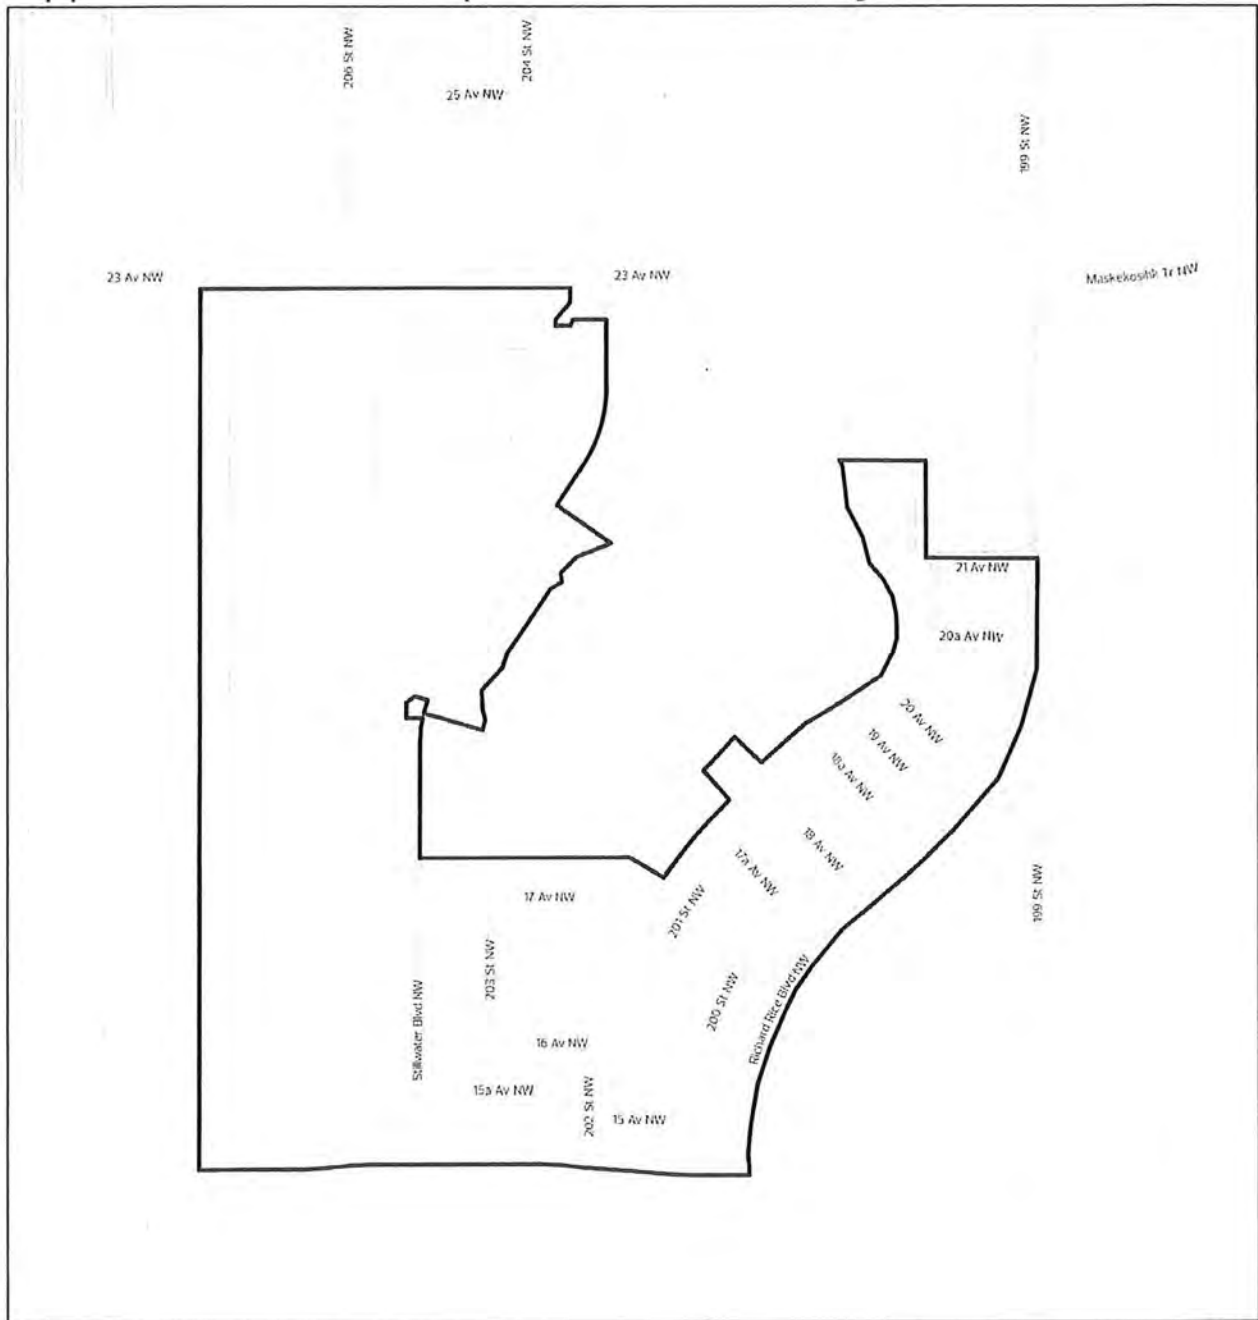 206 St NW
204 St NW
25 Av NW
199 St NW
23 Av NW
23 Av NW
Maskekosihk Tr NW
21 Av NW
20a Av NW
20 Av NW
19 Av NW
18a Av NW
18 Av NW
17a Av NW
17 Av NW
201 St NW
199 St NW
203 St NW
Stillwater Blvd NW
200 St NW
Richard Rice Blvd NW
16 Av NW
15a Av NW
202 St NW
15 Av NW